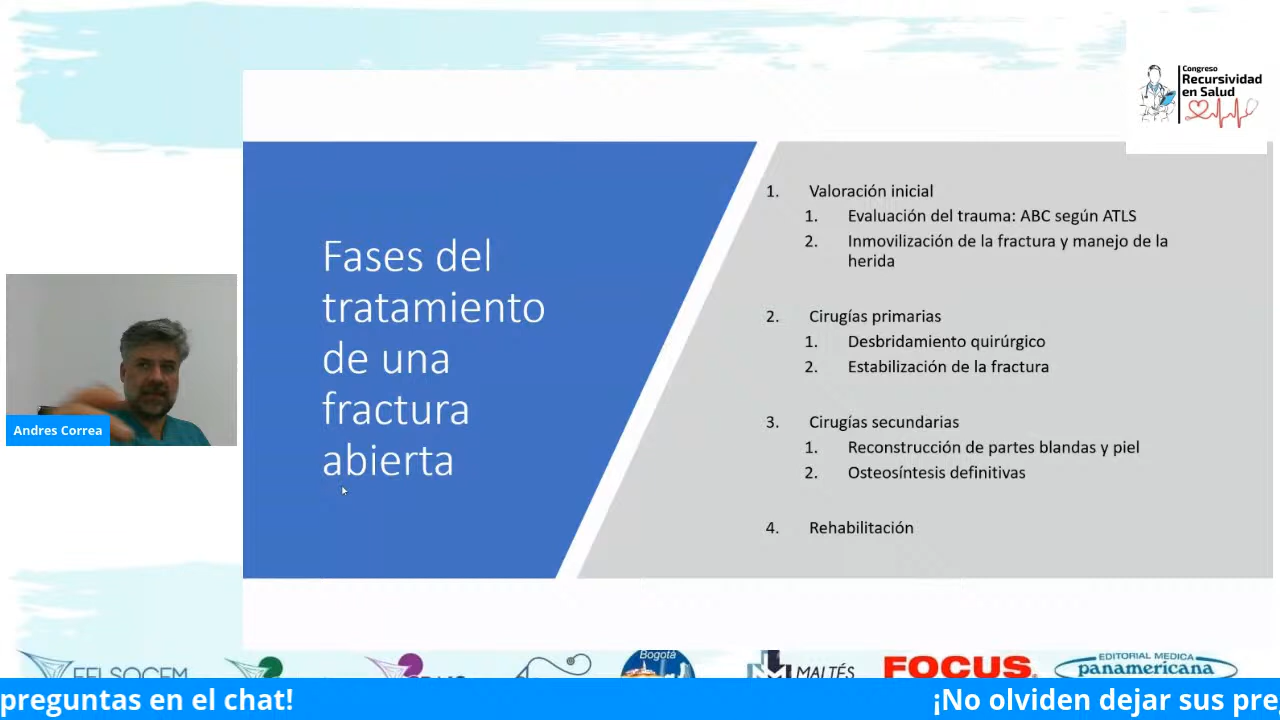 Congreso
Recursividad
en Salud
Fases del
tratamiento
de una
fractura
abierta
1. Valoración inicial
1. Evaluación del trauma: ABC según ATLS
2. Inmovilización de la fractura y manejo de la
herida
2. Cirugías primarias
1. Desbridamiento quirúrgico
2. Estabilización de la fractura
3. Cirugías secundarias
1. Reconstrucción de partes blandas y piel
2. Osteosíntesis definitivas
4. Rehabilitación
Andres Correa
Bogotá
MALTÉS
FOCUS
EDITORIAL MEDICA
panamericana
preguntas en el chat!
¡No olviden dejar sus pre